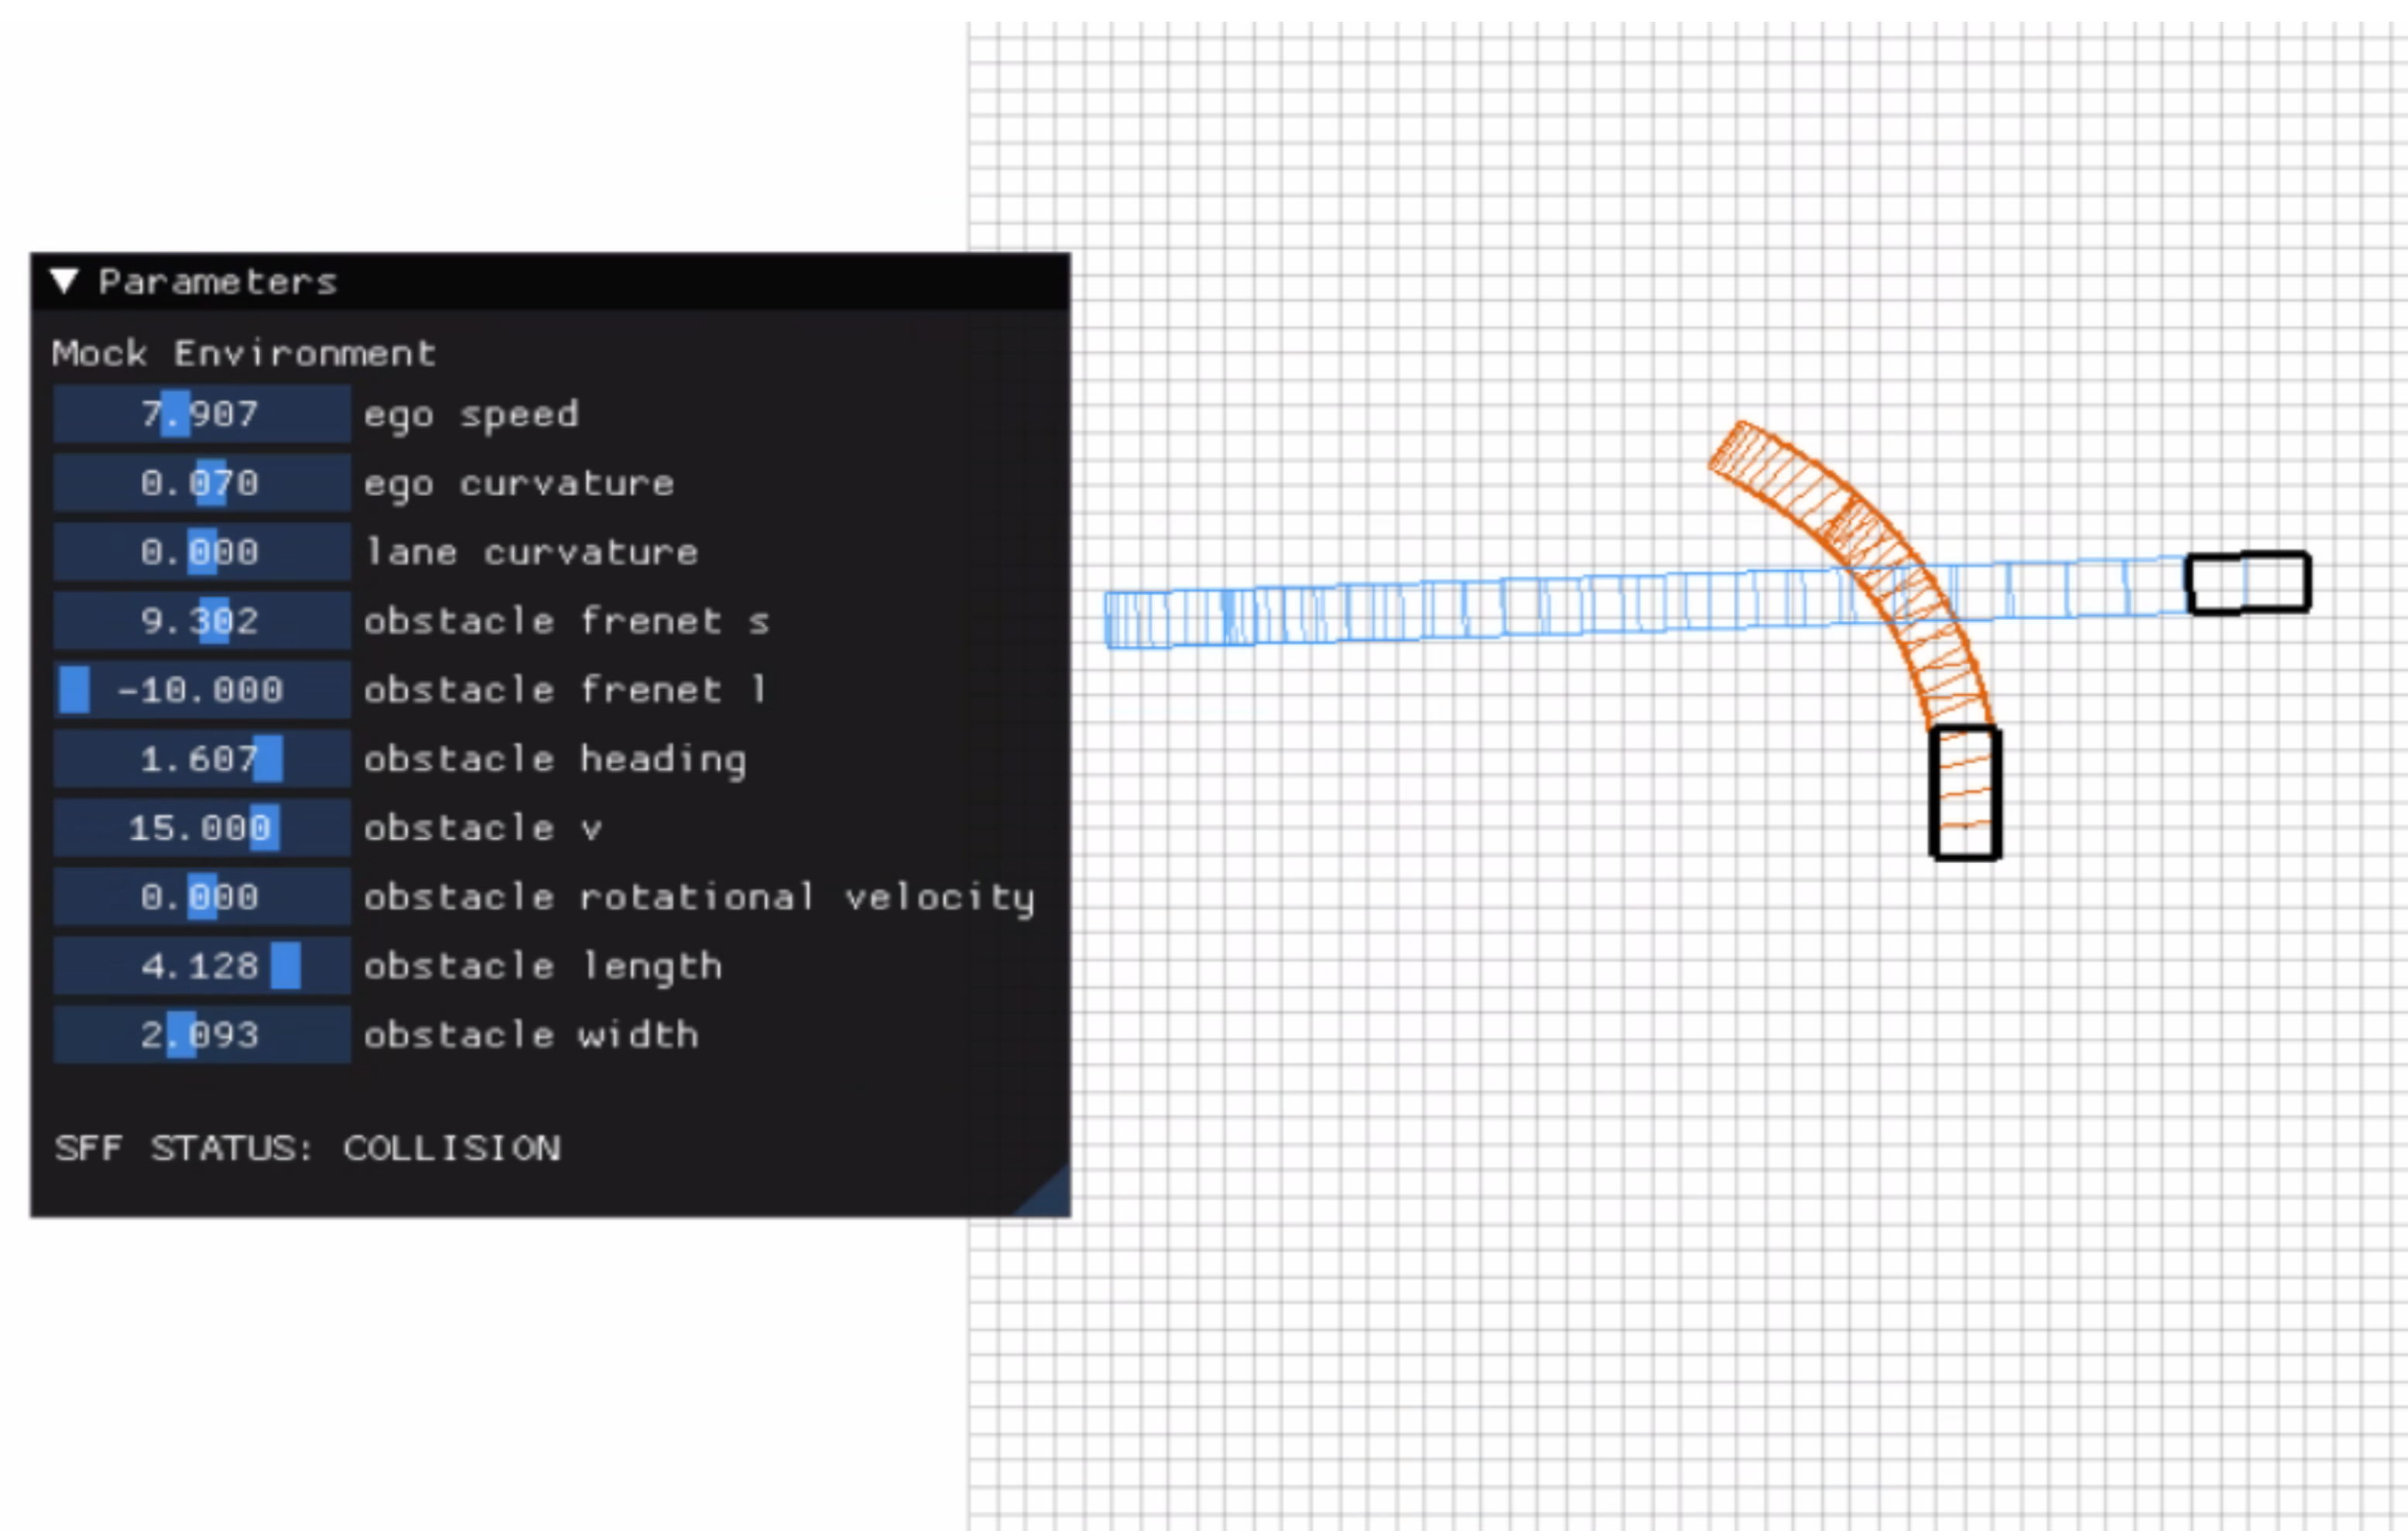 Parameters
Mock Environment
7.907 ego speed
0.070 ego curvature
0.000 lane curvature
9.302 obstacle frenet s
-10.000 obstacle frenet l
1.607 obstacle heading
15.000 obstacle v
0.000 obstacle rotational velocity
4.128 obstacle length
2.093 obstacle width
SFF STATUS: COLLISION